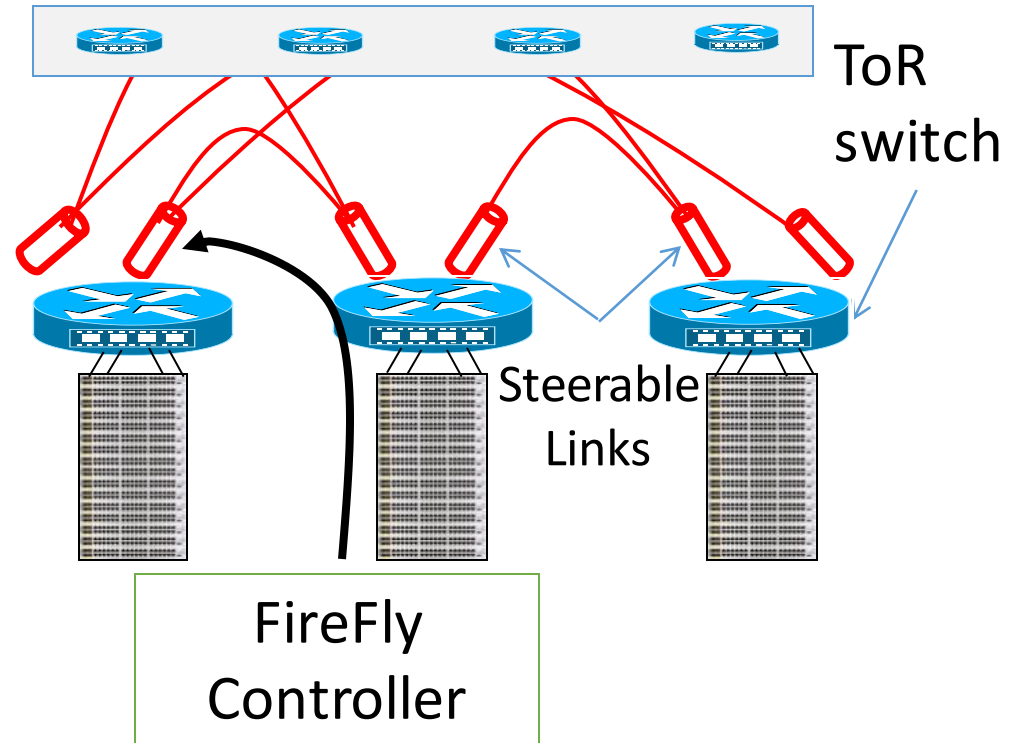 ToR
switch
Steerable
Links
FireFly
Controller